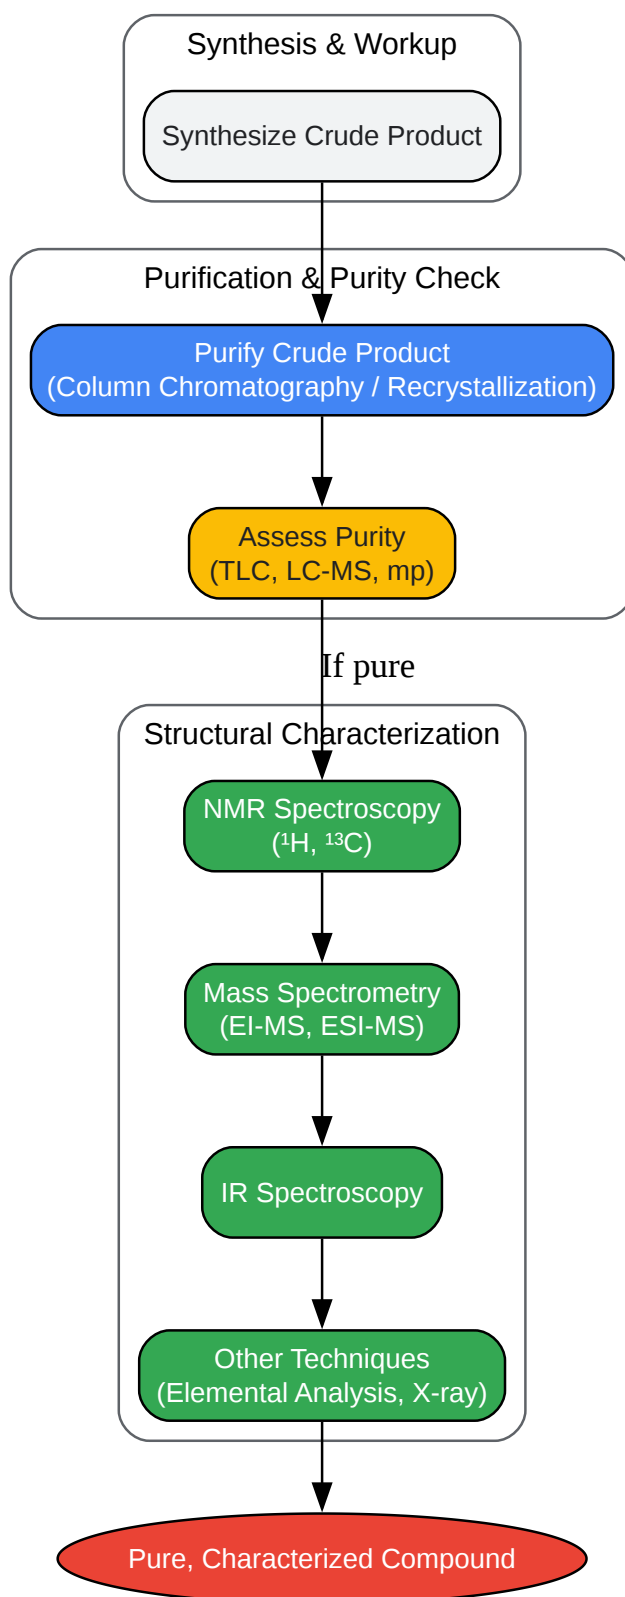 Synthesis & Workup
Synthesize Crude Product
Purification & Purity Check
Purify Crude Product
(Column Chromatography / Recrystallization)
Assess Purity
(TLC, LC-MS, mp)
If pure
Structural Characterization
NMR Spectroscopy
(¹H, ¹³C)
Mass Spectrometry
(EI-MS, ESI-MS)
IR Spectroscopy
Other Techniques
(Elemental Analysis, X-ray)
Pure, Characterized Compound